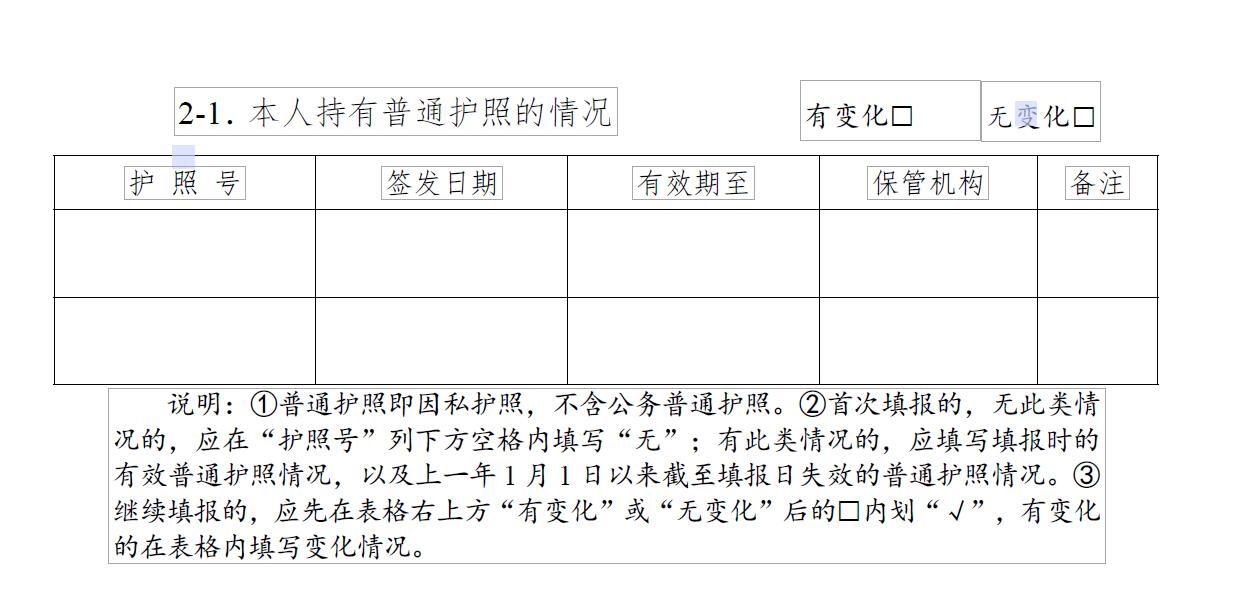 2-1. 本人持有普通护照的情况 有变化□ 无变化□
护 照 号 签发日期 有效期至 保管机构 备注
说明：①普通护照即因私护照，不含公务普通护照。②首次填报的，无此类情
况的，应在“护照号”列下方空格内填写“无”；有此类情况的，应填写填报时的
有效普通护照情况，以及上一年 1 月 1 日以来截至填报日失效的普通护照情况。③
继续填报的，应先在表格右上方“有变化”或“无变化”后的□内划“√”，有变化
的在表格内填写变化情况。